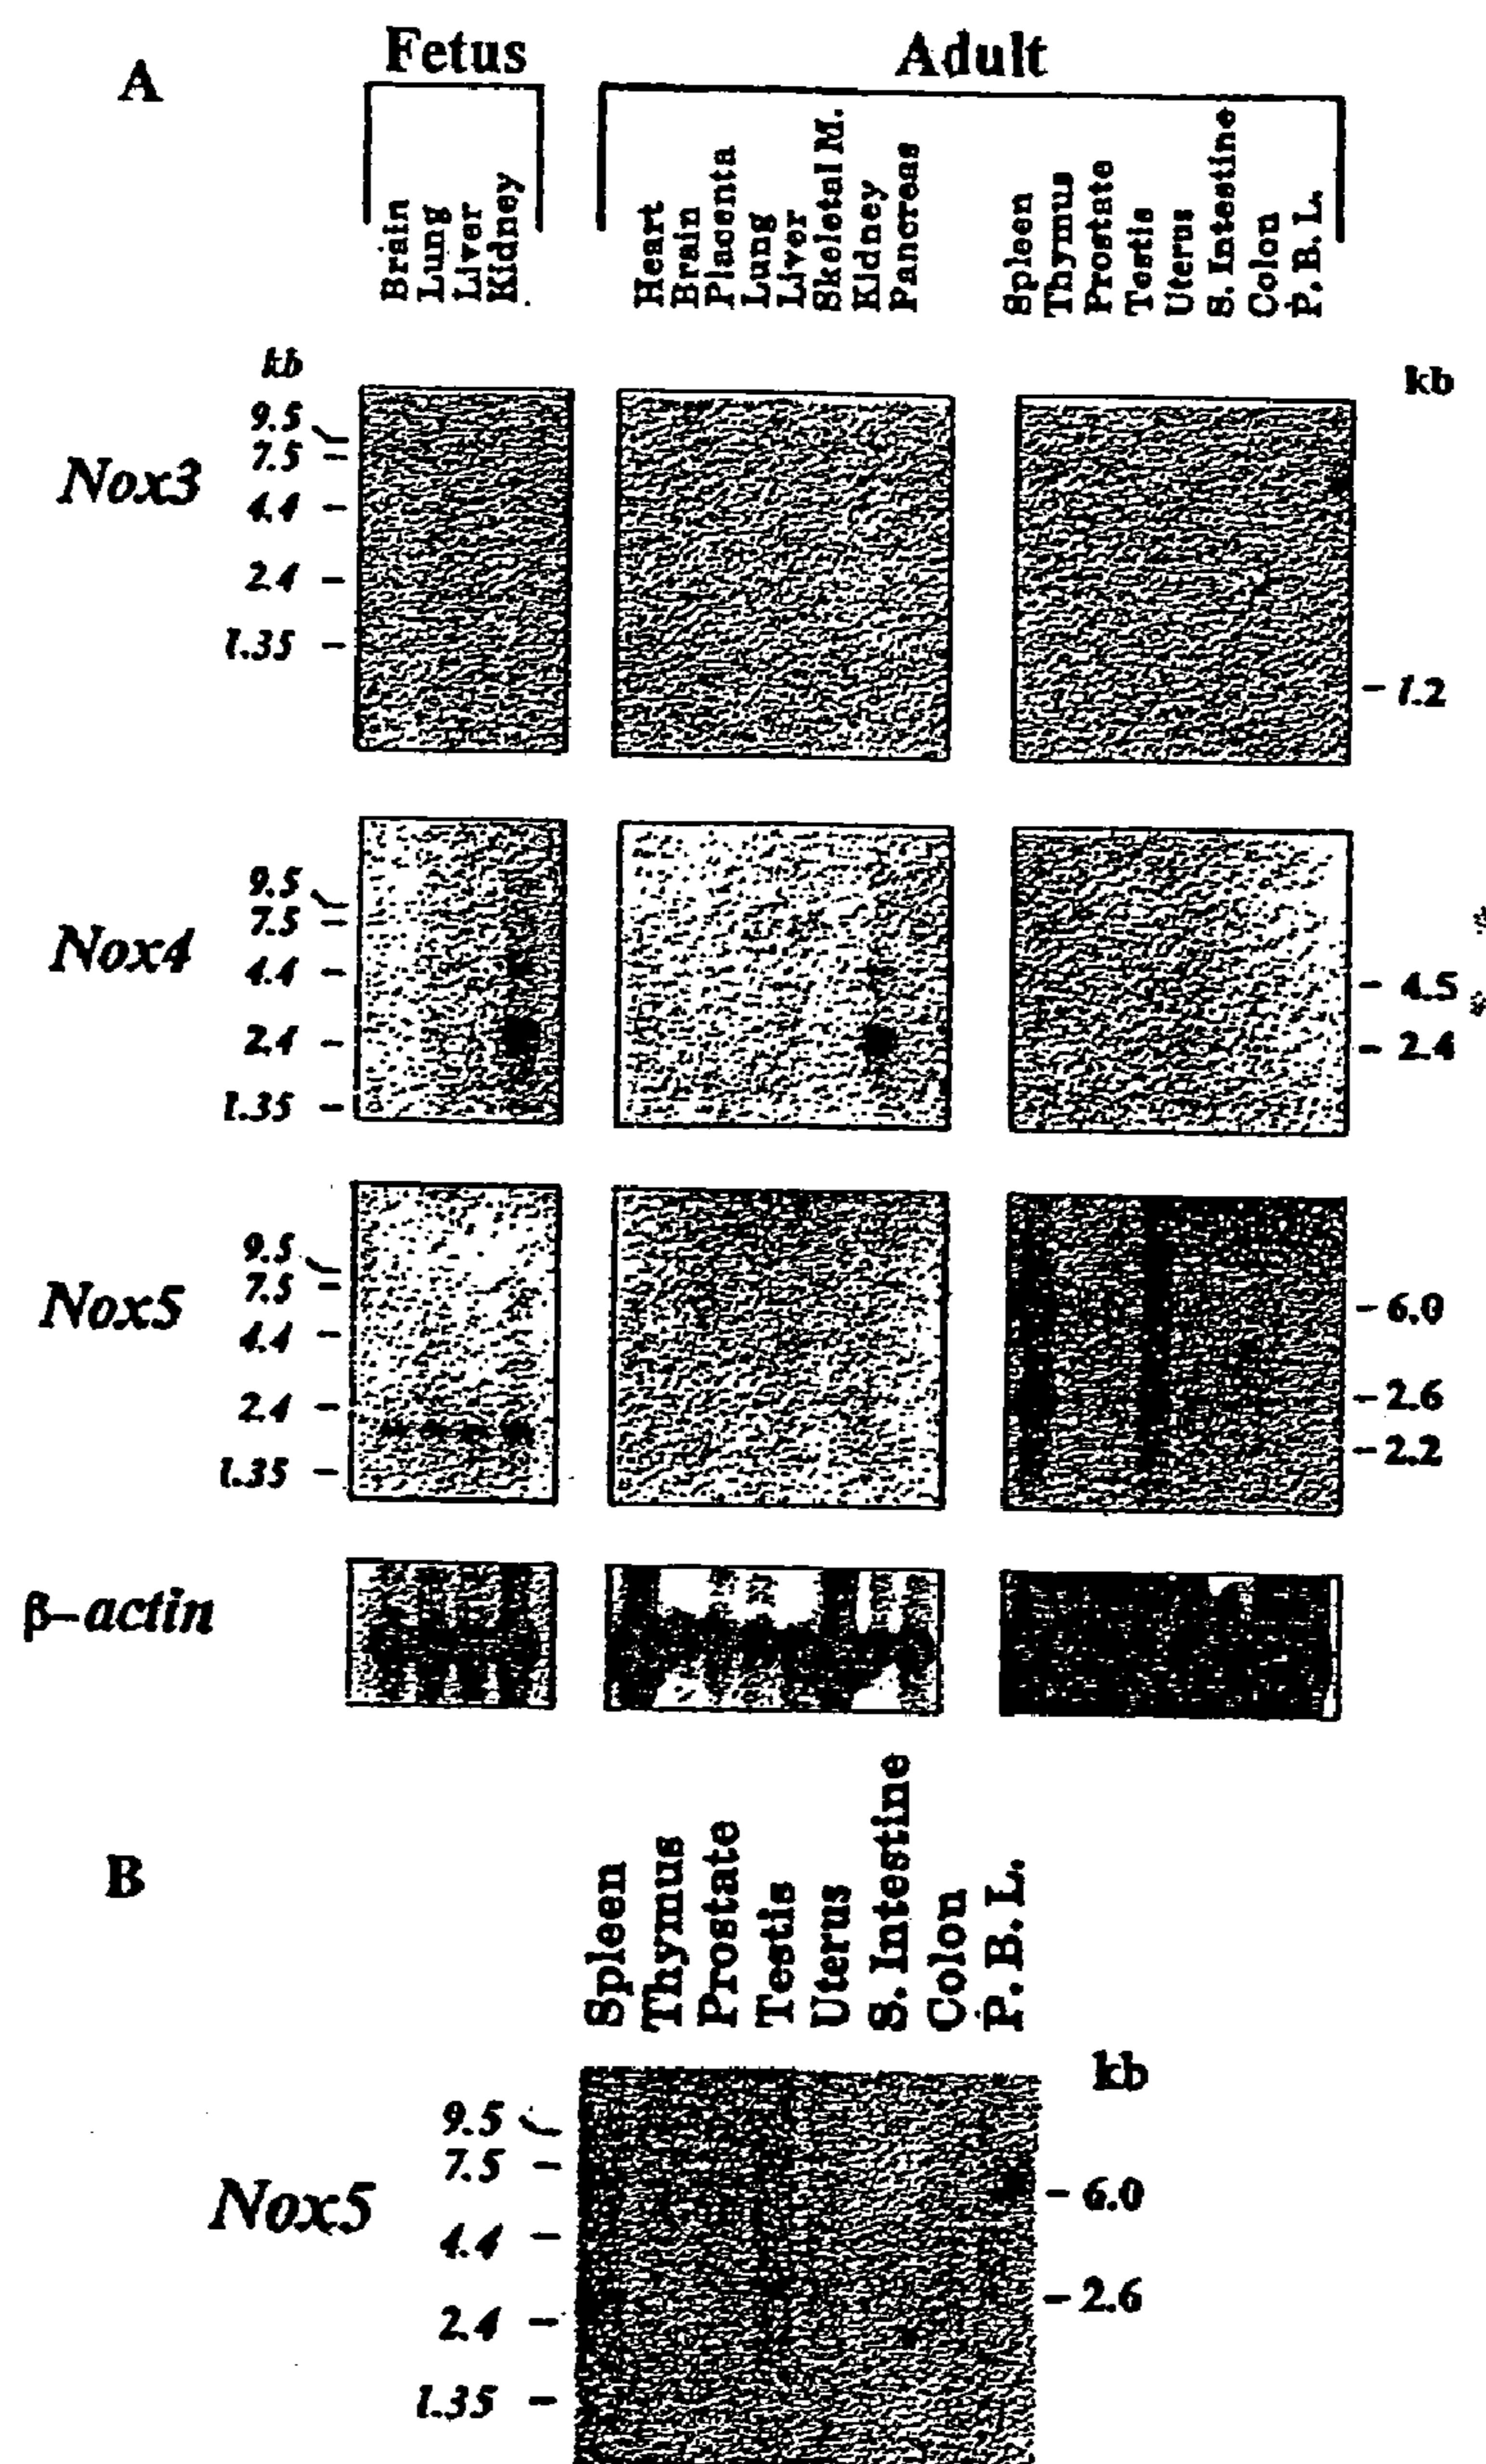 A
Fetus
Adult
Brain
Lung
Liver
Kidney
Heart
Brain
Placenta
Lung
Liver
Skeletal M.
Kidney
Pancreas
Spleen
Thymus
Prostate
Testis
Uterus
S. Intestine
Colon
P. B. L.
kb
kb
Nox3
9.5
7.5
4.4
2.4
1.35
1.2
Nox4
9.5
7.5
4.4
2.4
1.35
4.5
2.4
Nox5
9.5
7.5
4.4
2.4
1.35
6.0
2.6
2.2
β-actin
B
Spleen
Thymus
Prostate
Testis
Uterus
S. Intestine
Colon
P. B. L.
kb
Nox5
9.5
7.5
4.4
2.4
1.35
6.0
2.6